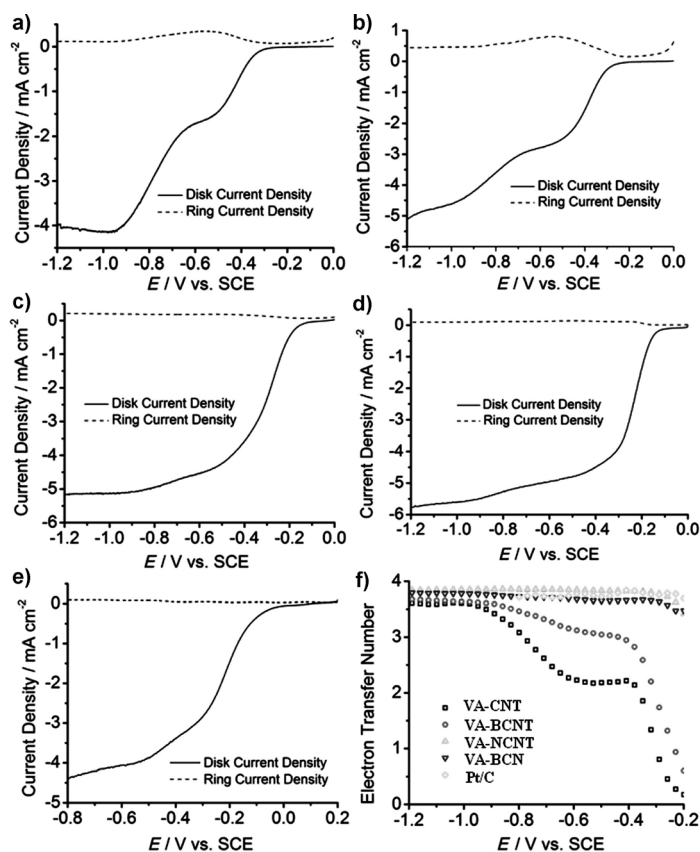 a)
1
0
-1
-2
-3
-4
Current Density / mA cm-2
Disk Current Density
Ring Current Density
-1.2 -1.0 -0.8 -0.6 -0.4 -0.2 0.0
E / V vs. SCE
b)
1
0
-1
-2
-3
-4
-5
-6
Current Density / mA cm-2
Disk Current Density
Ring Current Density
-1.2 -1.0 -0.8 -0.6 -0.4 -0.2 0.0
E / V vs. SCE
c)
0
-1
-2
-3
-4
-5
-6
Current Density / mA cm-2
Disk Current Density
Ring Current Density
-1.2 -1.0 -0.8 -0.6 -0.4 -0.2 0.0
E / V vs. SCE
d)
0
-1
-2
-3
-4
-5
-6
Current Density / mA cm-2
Disk Current Density
Ring Current Density
-1.2 -1.0 -0.8 -0.6 -0.4 -0.2 0.0
E / V vs. SCE
e)
0
-1
-2
-3
-4
-5
Current Density / mA cm-2
Disk Current Density
Ring Current Density
-0.8 -0.6 -0.4 -0.2 0.0 0.2
E / V vs. SCE
f)
4
3
2
1
0
Electron Transfer Number
VA-CNT
VA-BCNT
VA-NCNT
VA-BCN
Pt/C
-1.2 -1.0 -0.8 -0.6 -0.4 -0.2
E / V vs. SCE